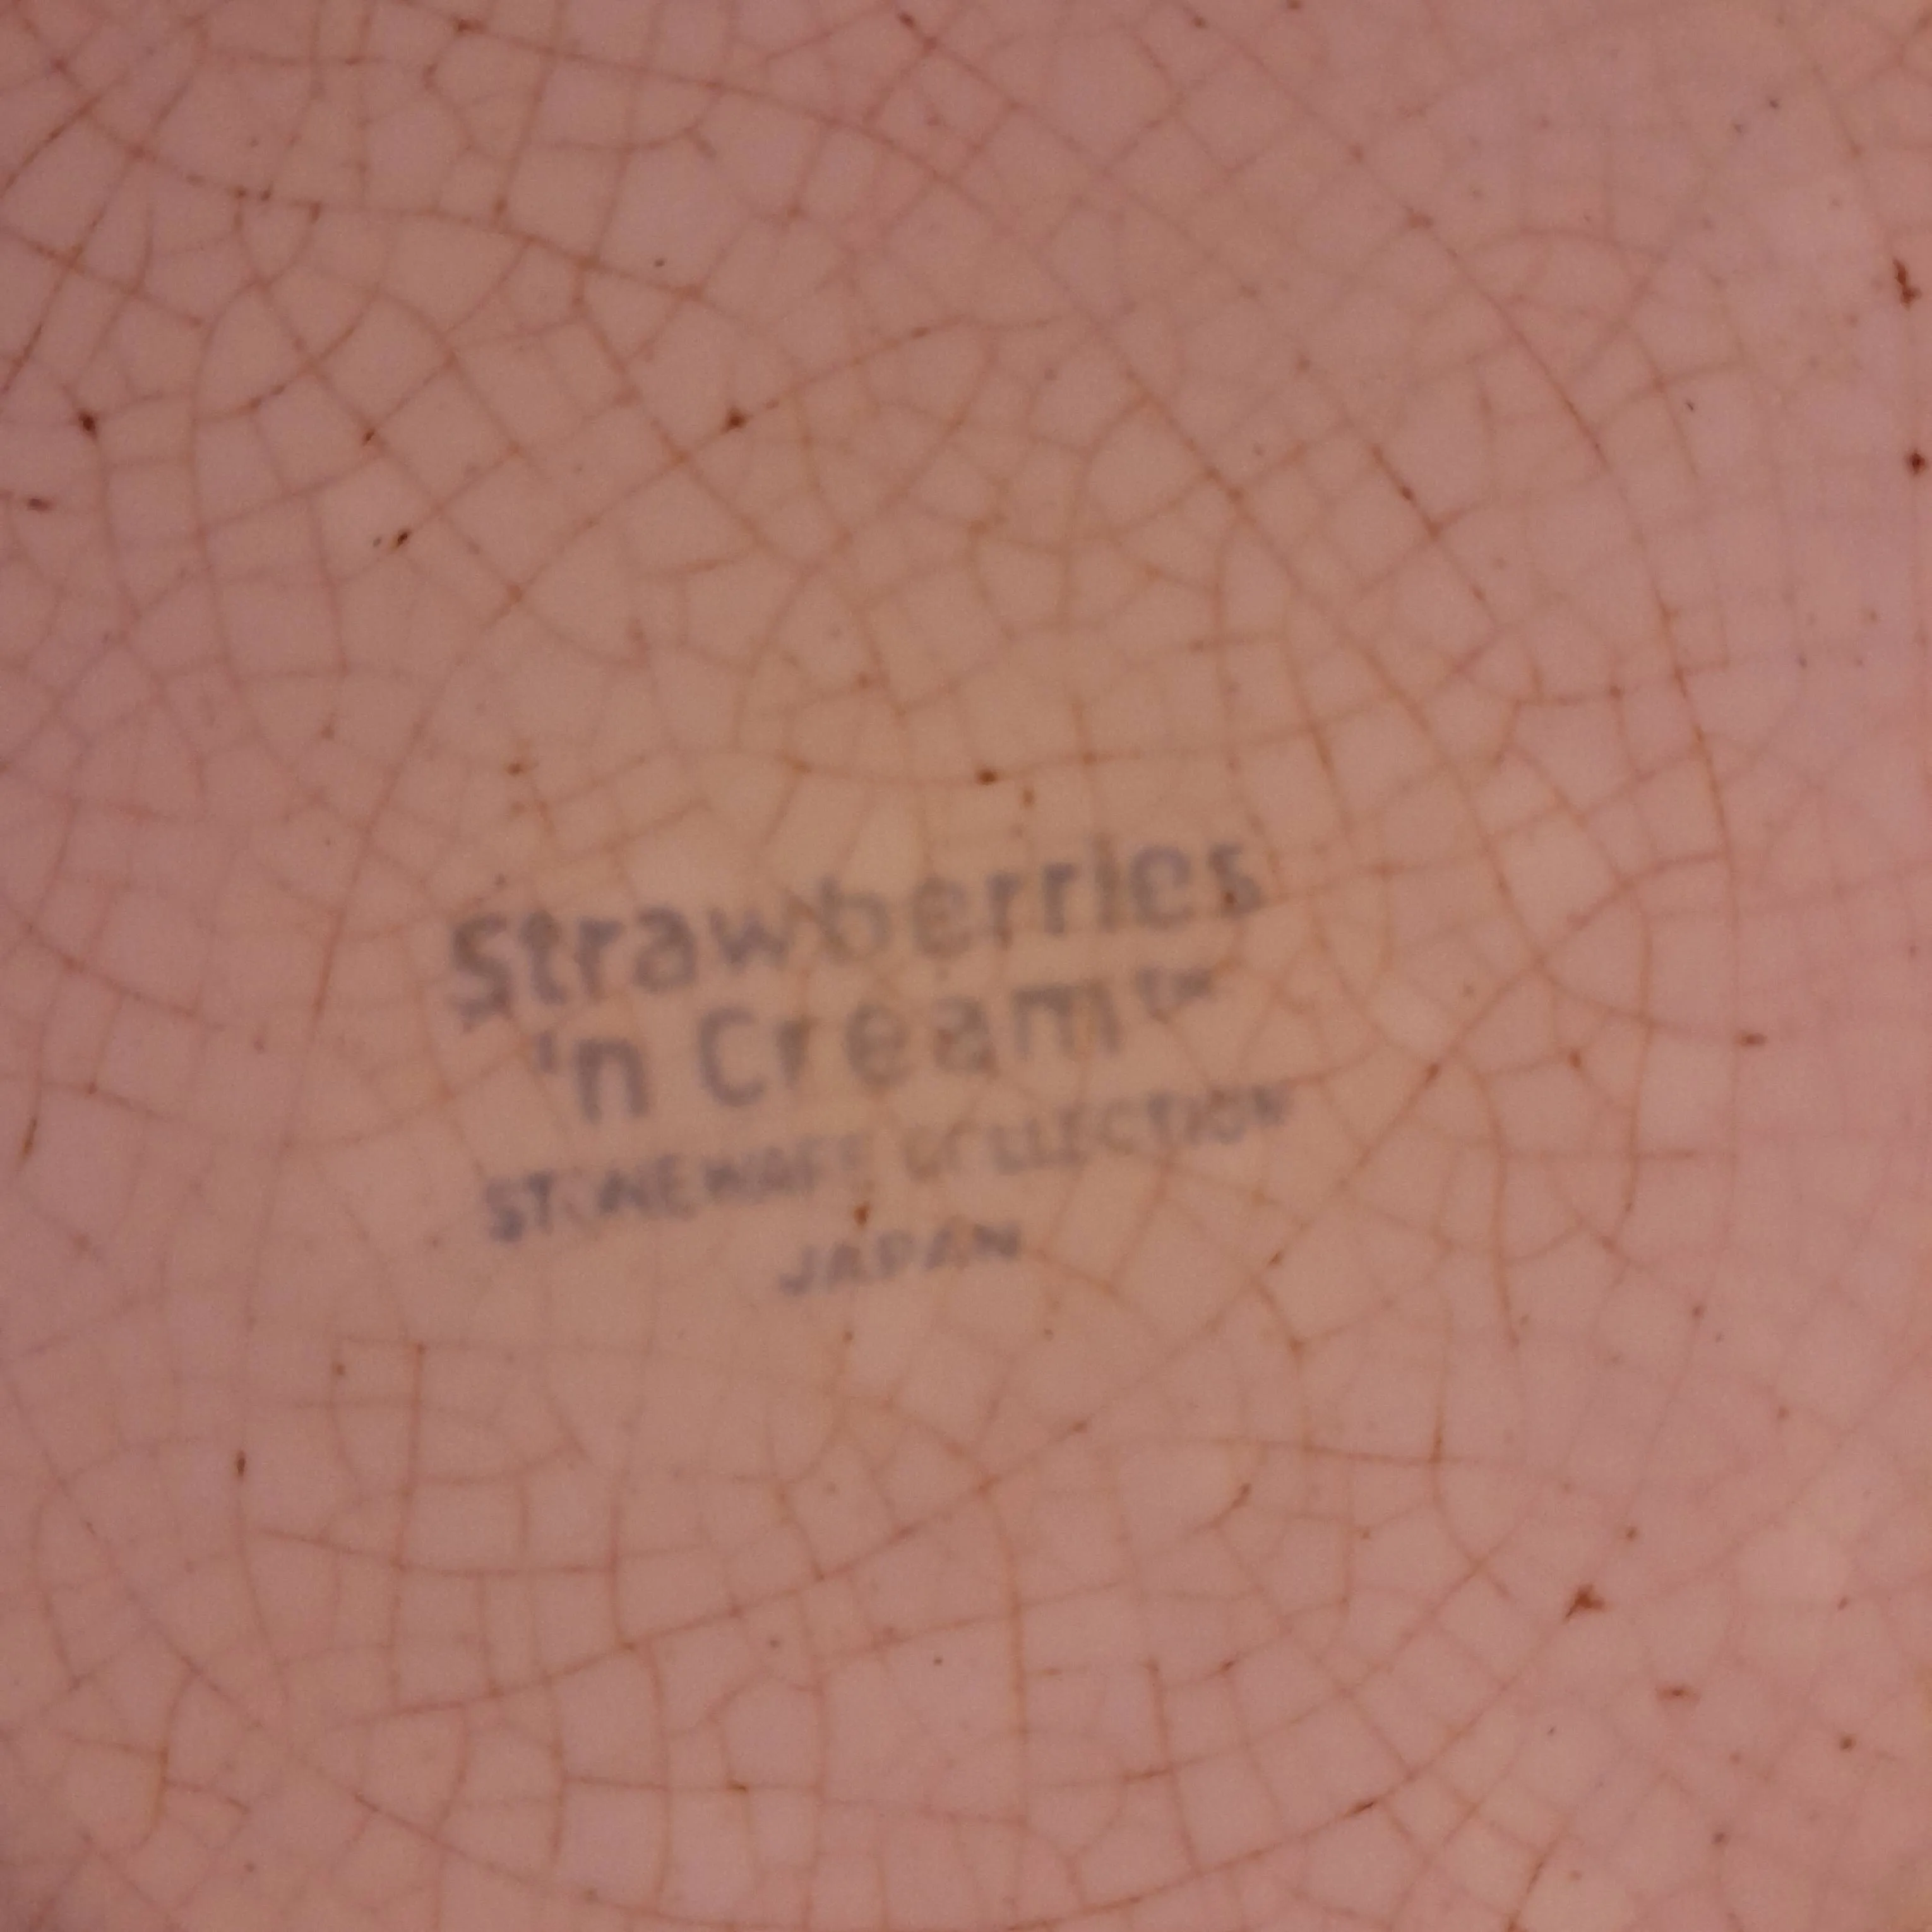 Strawberries
'n Cream™
STONEWARE COLLECTION
JAPAN